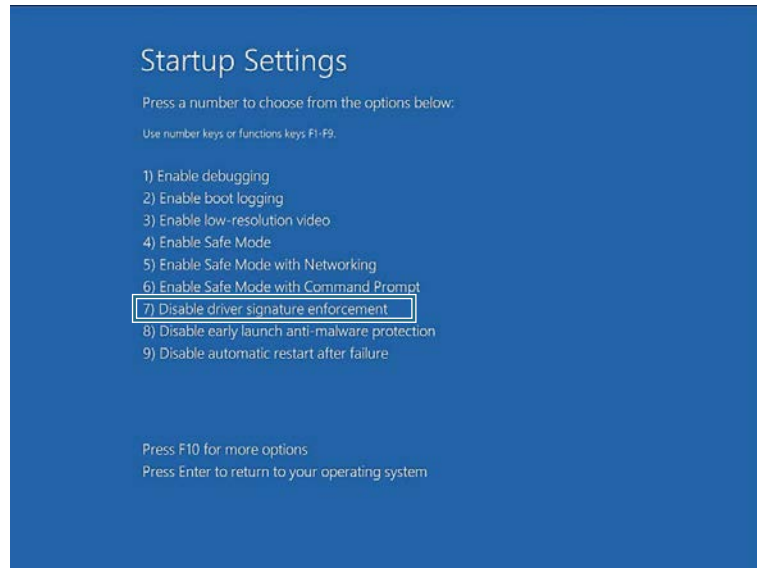 Startup Settings
Press a number to choose from the options below:
Use number keys or functions keys F1-F9.
1) Enable debugging
2) Enable boot logging
3) Enable low-resolution video
4) Enable Safe Mode
5) Enable Safe Mode with Networking
6) Enable Safe Mode with Command Prompt
7) Disable driver signature enforcement
8) Disable early launch anti-malware protection
9) Disable automatic restart after failure
Press F10 for more options
Press Enter to return to your operating system